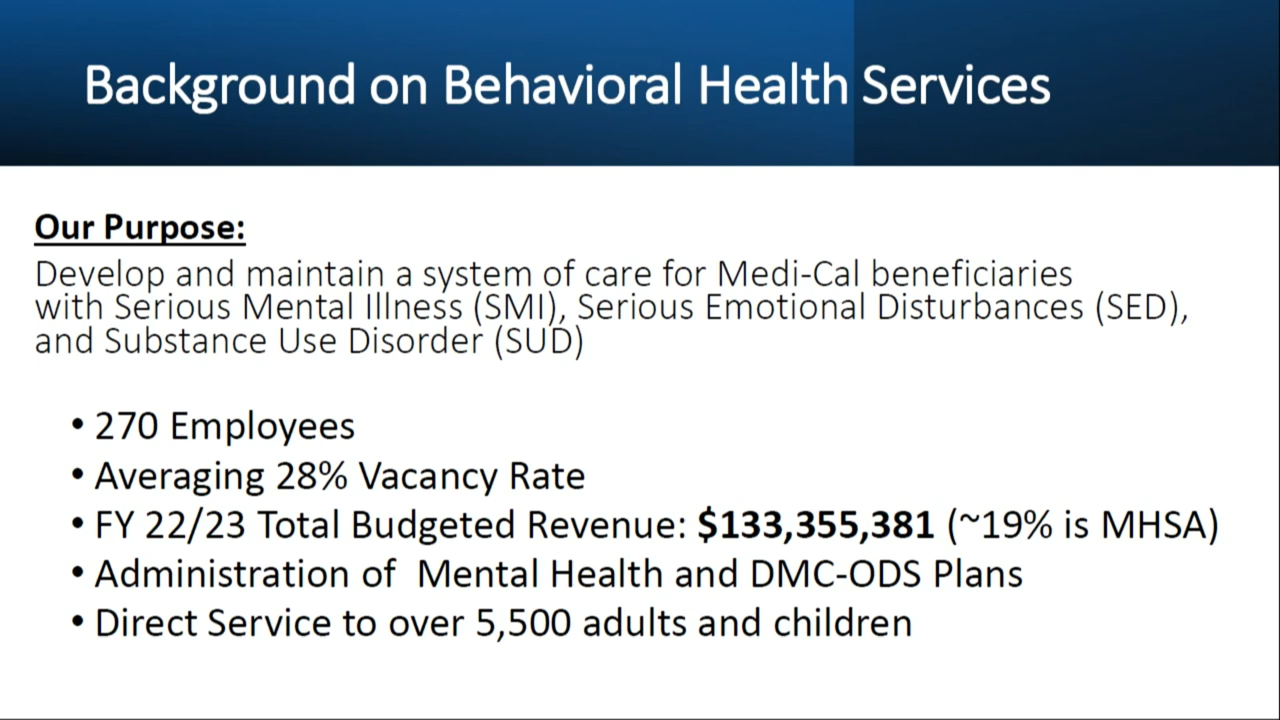 Background on Behavioral Health Services
Our Purpose:
Develop and maintain a system of care for Medi-Cal beneficiaries
with Serious Mental Illness (SMI), Serious Emotional Disturbances (SED),
and Substance Use Disorder (SUD)
• 270 Employees
• Averaging 28% Vacancy Rate
• FY 22/23 Total Budgeted Revenue: $133,355,381 (~19% is MHSA)
• Administration of  Mental Health and DMC-ODS Plans
• Direct Service to over 5,500 adults and children